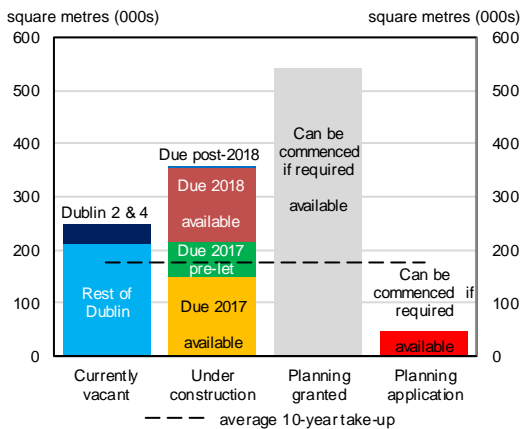 square metres (000s) square metres (000s)
600 600
500 500
400 400
300 300
200 200
100 100
0 0
Dublin 2 & 4
Rest of
Dublin
Due post-2018
Due 2018
available
Due 2017
pre-let
Due 2017
available
Can be
commenced
if required
available
Can be
commenced if
required
available
Currently
vacant
Under
construction
Planning
granted
Planning
application
average 10-year take-up